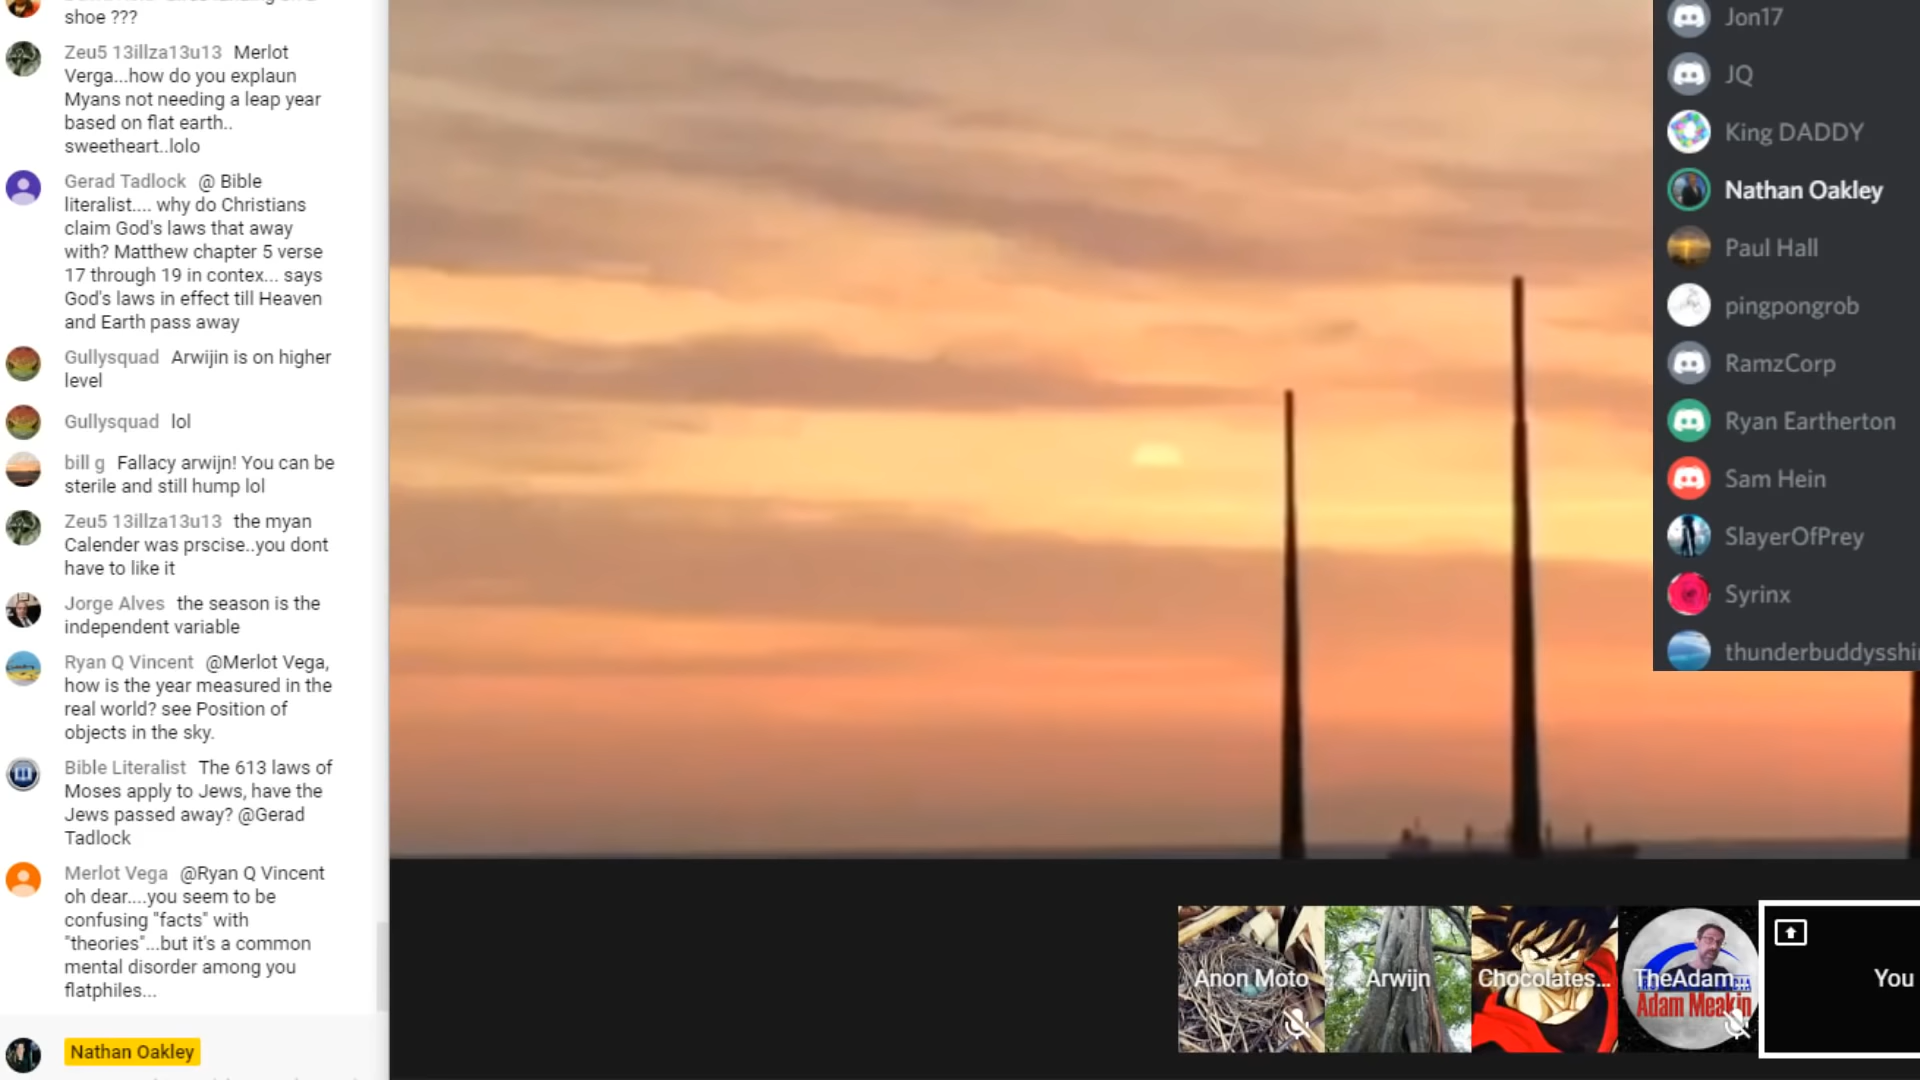 shoe ???
Zeu5 13illza13u13 Merlot
Verga...how do you explaun
Myans not needing a leap year
based on flat earth..
sweetheart..lolo
Gerad Tadlock @ Bible
literalist.... why do Christians
claim God's laws that away
with? Matthew chapter 5 verse
17 through 19 in contex... says
God's laws in effect till Heaven
and Earth pass away
Gullysquad Arwijin is on higher
level
Gullysquad lol
bill g Fallacy arwijn! You can be
sterile and still hump lol
Zeu5 13illza13u13 the myan
Calender was prscise..you dont
have to like it
Jorge Alves the season is the
independent variable
Ryan Q Vincent @Merlot Vega,
how is the year measured in the
real world? see Position of
objects in the sky.
Bible Literalist The 613 laws of
Moses apply to Jews, have the
Jews passed away? @Gerad
Tadlock
Merlot Vega @Ryan Q Vincent
oh dear....you seem to be
confusing "facts" with
"theories"...but it's a common
mental disorder among you
flatphiles...
Nathan Oakley
Jon17
JQ
King DADDY
Nathan Oakley
Paul Hall
pingpongrob
RamzCorp
Ryan Eartherton
Sam Hein
SlayerOfPrey
Syrinx
thunderbuddysshi
Anon Moto
Arwijn
Chocolates...
TheAdam...
Adam Meakin
You